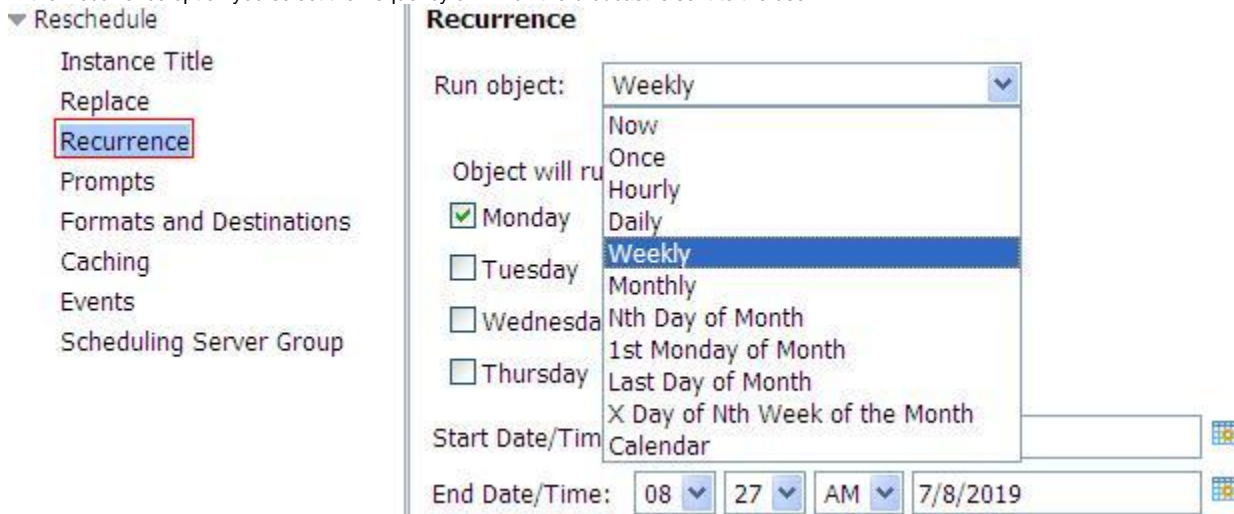 Reschedule
Instance Title
Replace
Recurrence
Prompts
Formats and Destinations
Caching
Events
Scheduling Server Group
Recurrence
Run object: Weekly
Now
Once
Hourly
Daily
Weekly
Monthly
Nth Day of Month
1st Monday of Month
Last Day of Month
X Day of Nth Week of the Month
Calendar
Object will ru
Monday
Tuesday
Wednesda
Thursday
Start Date/Tim
End Date/Time: 08 27 AM 7/8/2019